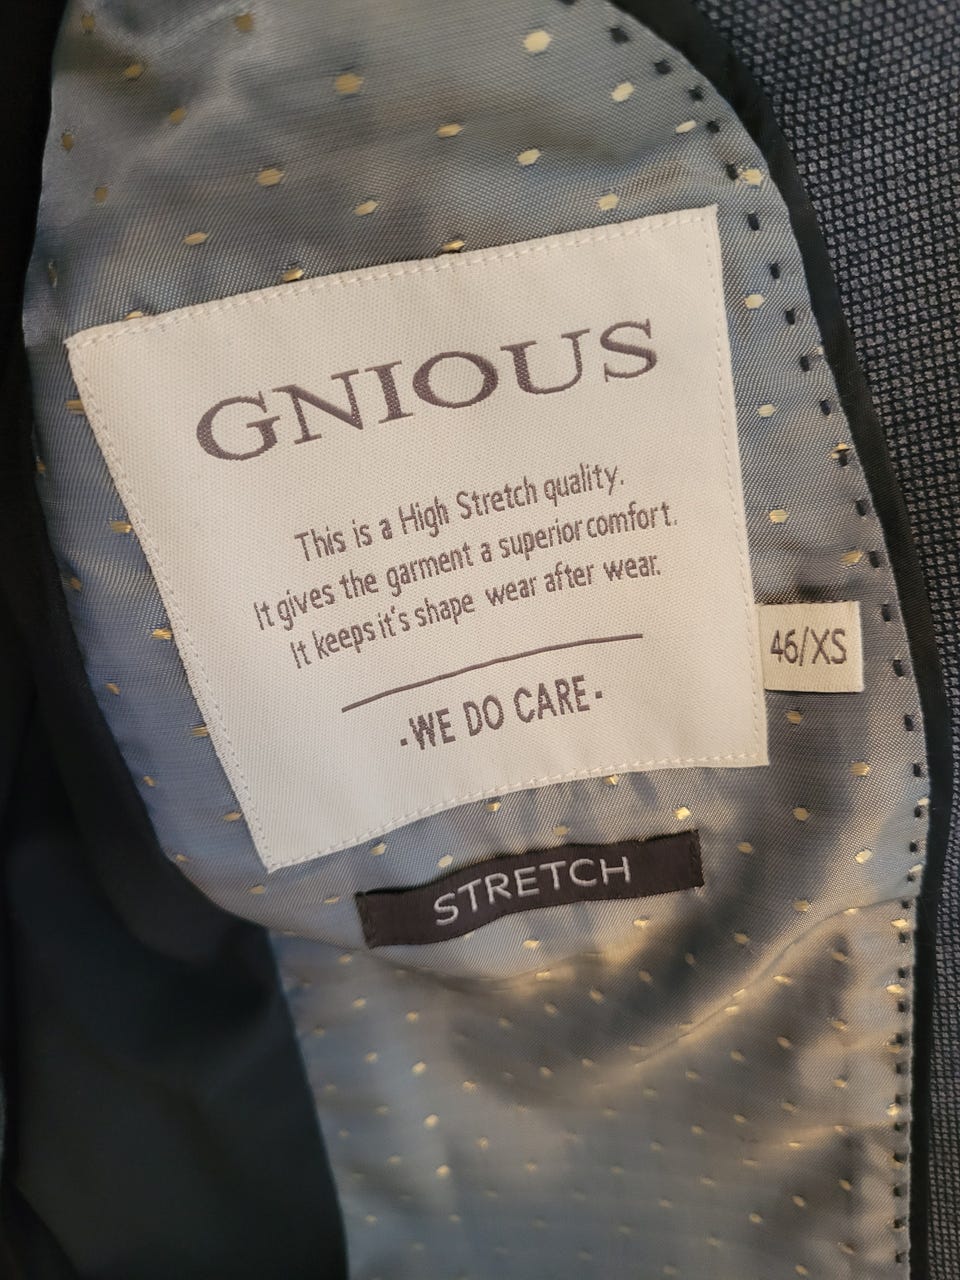 GNIOUS
This is a High Stretch quality.
It gives the garment a superior comfort.
It keeps it's shape wear after wear.
·WE DO CARE·
46/XS
STRETCH